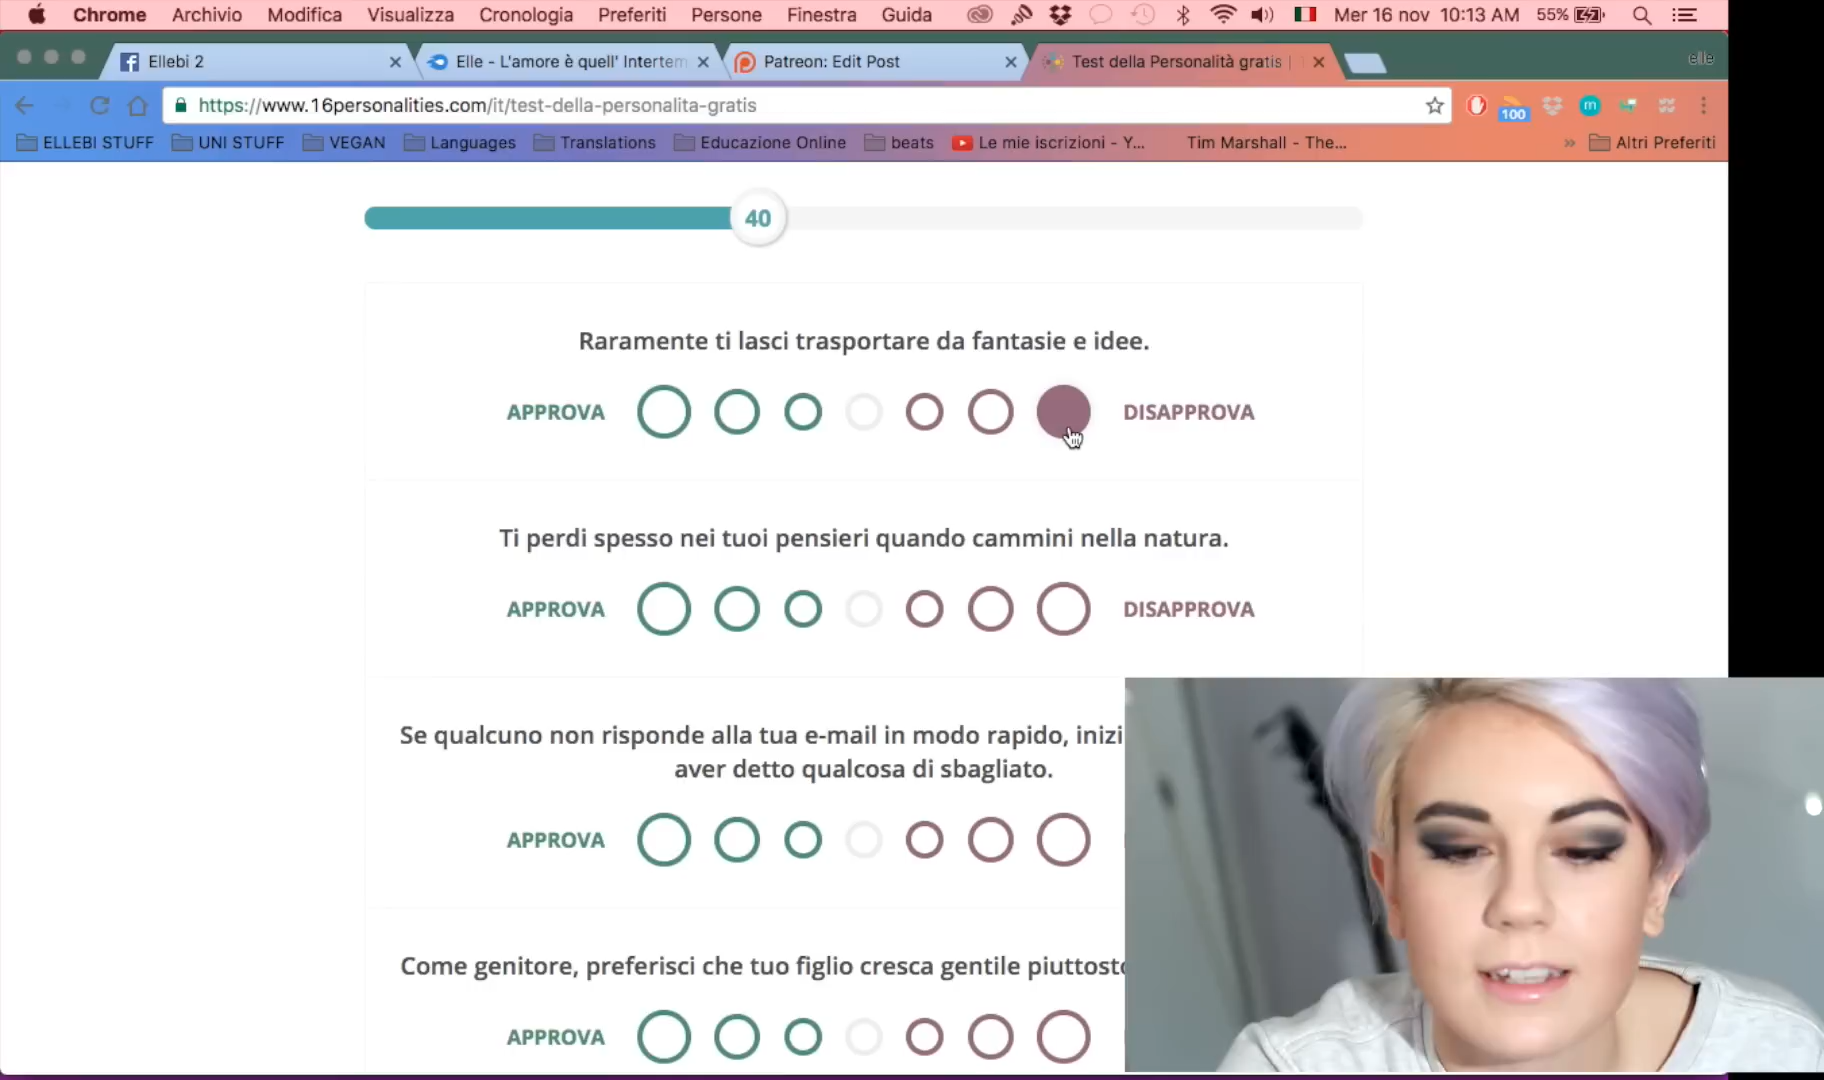 Chrome Archivio Modifica Visualizza Cronologia Preferiti Persone Finestra Guida Mer 16 nov 10:13 AM 55%
Ellebi 2 Elle - L'amore è quell' Interten Patreon: Edit Post Test della Personalità gratis | elle
https://www.16personalities.com/it/test-della-personalita-gratis 100 m
ELLEBI STUFF UNI STUFF VEGAN Languages Translations Educazione Online beats Le mie iscrizioni - Y... Tim Marshall - The... » Altri Preferiti
40
Raramente ti lasci trasportare da fantasie e idee.
APPROVA DISAPPROVA
Ti perdi spesso nei tuoi pensieri quando cammini nella natura.
APPROVA DISAPPROVA
Se qualcuno non risponde alla tua e-mail in modo rapido, inizi
aver detto qualcosa di sbagliato.
APPROVA
Come genitore, preferisci che tuo figlio cresca gentile piuttosto
APPROVA